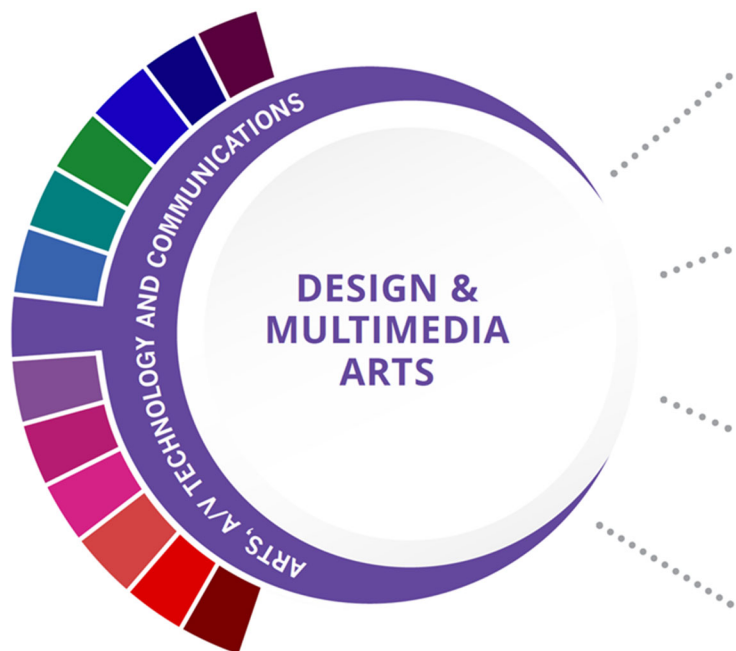 ARTS, A/V TECHNOLOGY AND COMMUNICATIONS
DESIGN &
MULTIMEDIA
ARTS